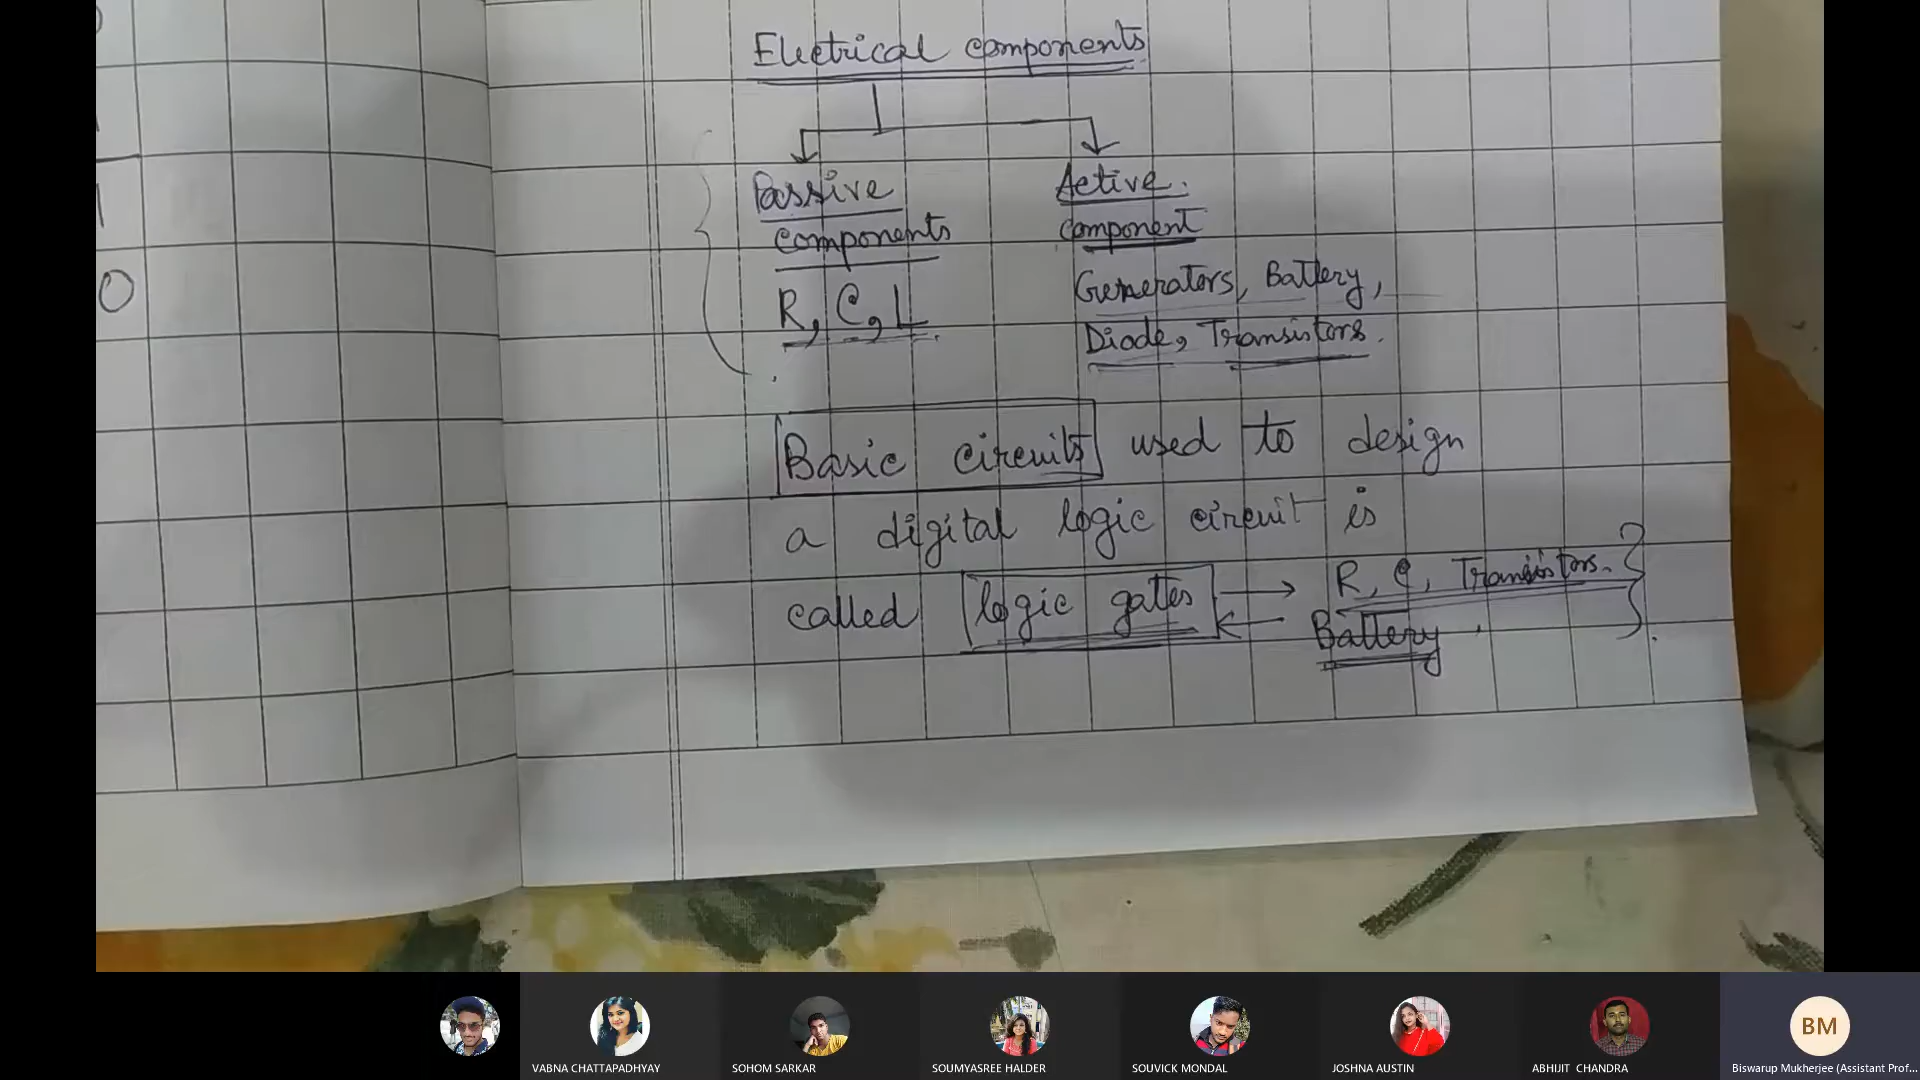 Electrical components
Passive
components
R, C, L.
Active.
component
Generators, Battery,
Diode, Transistors.
Basic circuits used to design
a digital logic circuit is
called logic gates
R, C, Transistors.
Battery
1
0
VABNA CHATTAPADHYAY
SOHOM SARKAR
SOUMYASREE HALDER
SOUVICK MONDAL
JOSHNA AUSTIN
ABHIJIT CHANDRA
BM
Biswarup Mukherjee (Assistant Prof...